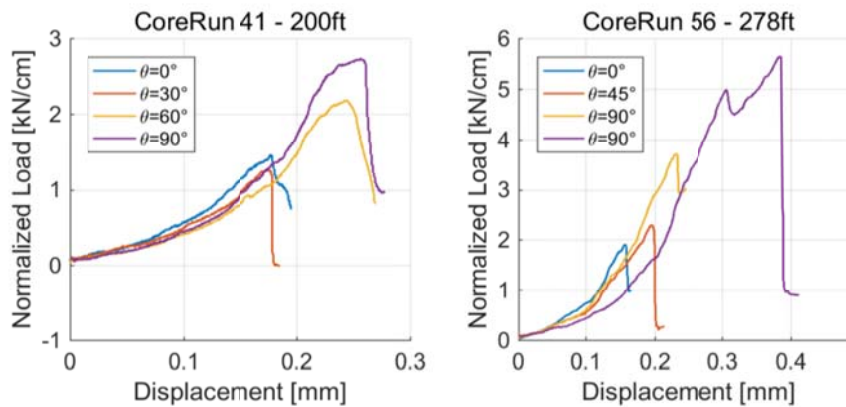 CoreRun 41 - 200ft
Normalized Load [kN/cm]
3
2
1
0
-1
θ=0°
θ=30°
θ=60°
θ=90°
0
0.1
0.2
0.3
Displacement [mm]
CoreRun 56 - 278ft
Normalized Load [kN/cm]
6
5
4
3
2
1
0
θ=0°
θ=45°
θ=90°
θ=90°
0
0.1
0.2
0.3
0.4
Displacement [mm]